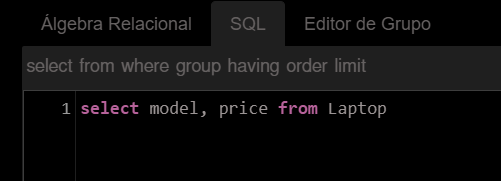 Álgebra Relacional SQL Editor de Grupo
select from where group having order limit
1 select model, price from Laptop